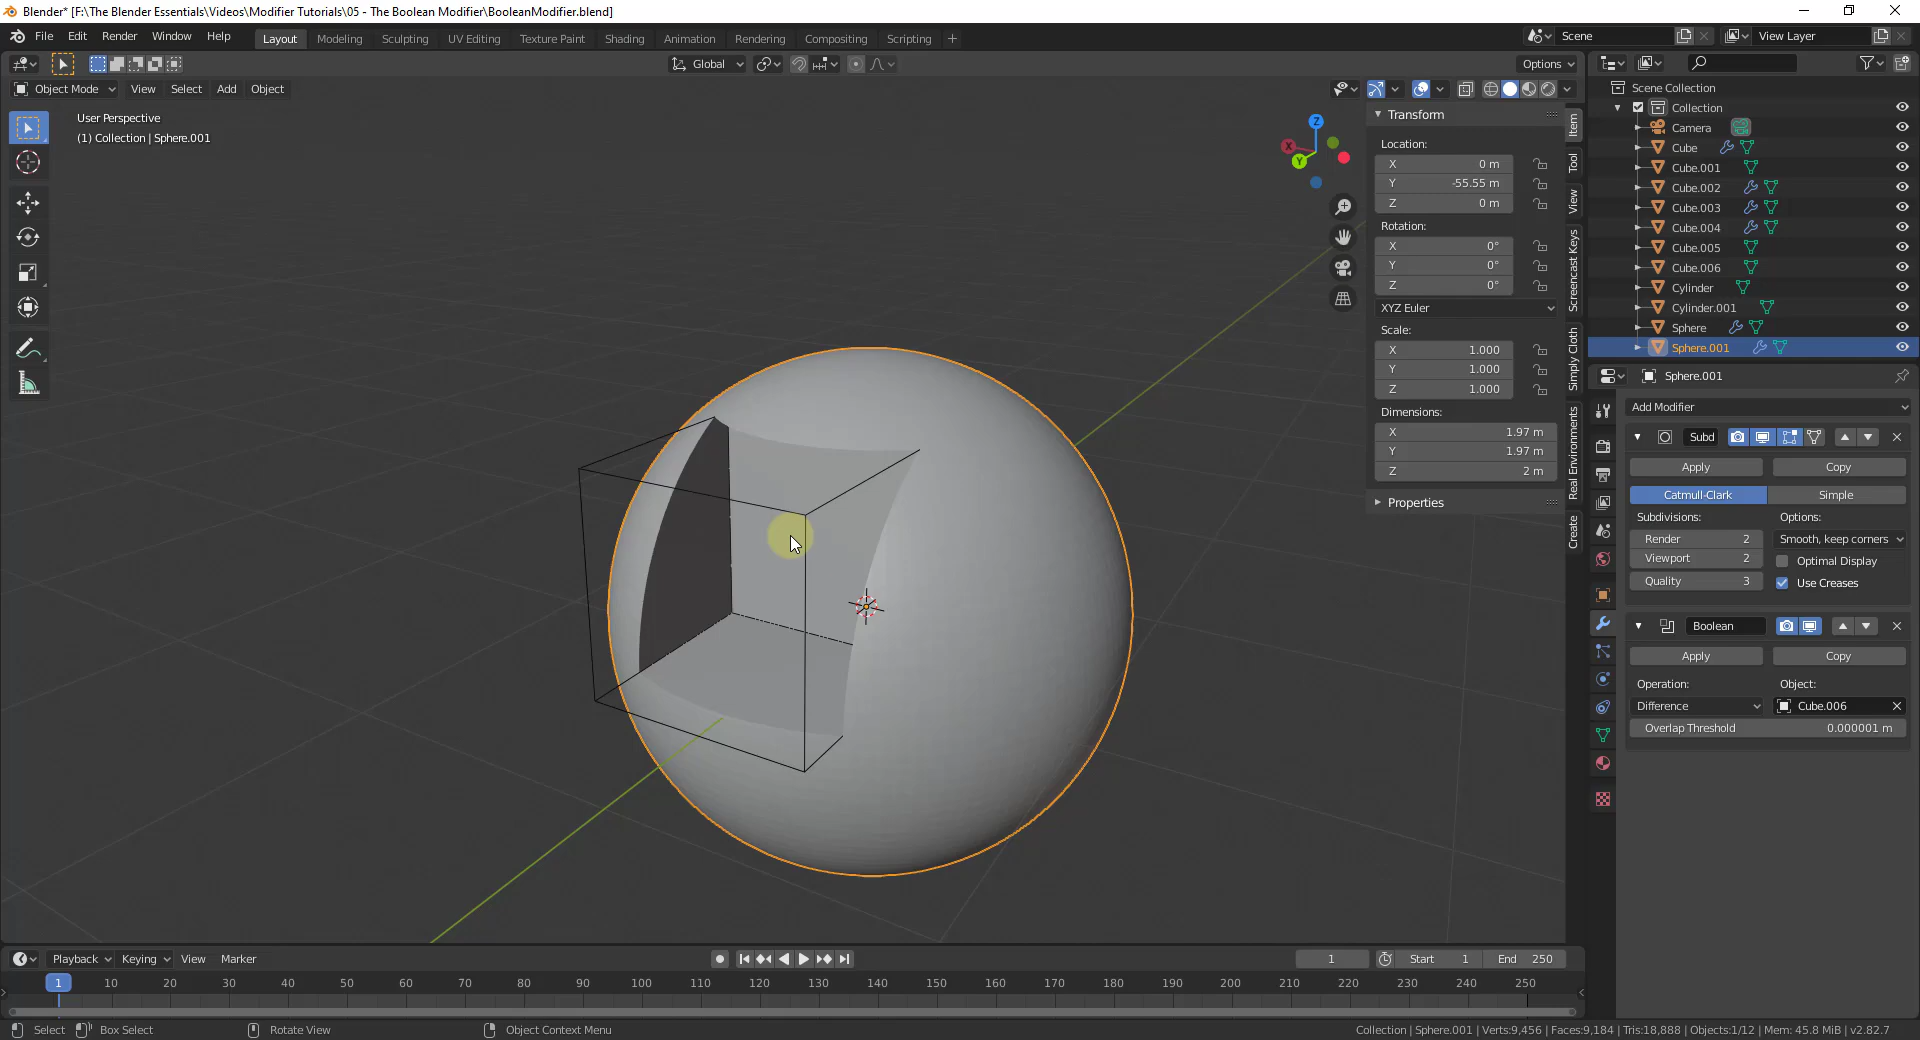 Blender* [F:\The Blender Essentials\Videos\Modifier Tutorials\05 - The Boolean Modifier\BooleanModifier.blend]
File Edit Render Window Help Layout Modeling Sculpting UV Editing Texture Paint Shading Animation Rendering Compositing Scripting + Scene View Layer
Global Options
Object Mode View Select Add Object
User Perspective
(1) Collection | Sphere.001
Z
X
Y
Transform
Location:
X 0 m
Y -55.55 m
Z 0 m
Rotation:
X 0°
Y 0°
Z 0°
XYZ Euler
Scale:
X 1.000
Y 1.000
Z 1.000
Dimensions:
X 1.97 m
Y 1.97 m
Z 2 m
Properties
Item
Tool
View
Screencast Keys
Simply Cloth
Real Environments
Create
Scene Collection
Collection
Camera
Cube
Cube.001
Cube.002
Cube.003
Cube.004
Cube.005
Cube.006
Cylinder
Cylinder.001
Sphere
Sphere.001
Sphere.001
Add Modifier
Subd
Apply Copy
Catmull-Clark Simple
Subdivisions: Options:
Render 2 Smooth, keep corners
Viewport 2 Optimal Display
Quality 3 Use Creases
Boolean
Apply Copy
Operation: Object:
Difference Cube.006
Overlap Threshold 0.000001 m
Playback Keying View Marker 1 Start 1 End 250
1 10 20 30 40 50 60 70 80 90 100 110 120 130 140 150 160 170 180 190 200 210 220 230 240 250
Select Box Select Rotate View Object Context Menu Collection | Sphere.001 | Verts:9,456 | Faces:9,184 | Tris:18,888 | Objects:1/12 | Mem: 45.8 MiB | v2.82.7